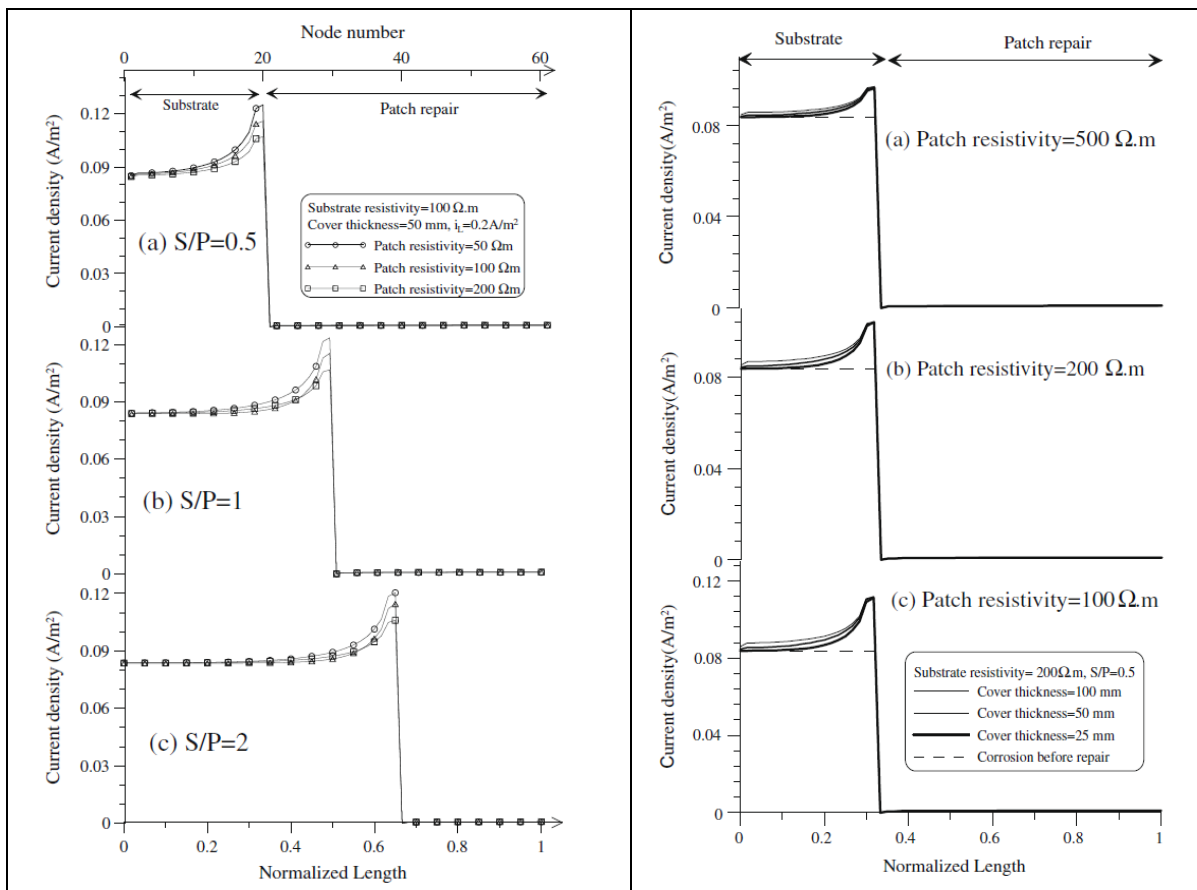 Node number
0 20 40 60
Substrate
Patch repair
0.12
0.09
0.06
0.03
0
Current density (A/m²)
Substrate resistivity=100 Ω.m
Cover thickness=50 mm, iL=0.2A/m²
Patch resistivity=50 Ωm
Patch resistivity=100 Ωm
Patch resistivity=200 Ωm
(a) S/P=0.5
0.12
0.09
0.06
0.03
0
Current density (A/m²)
(b) S/P=1
0.12
0.09
0.06
0.03
0
Current density (A/m²)
(c) S/P=2
0 0.2 0.4 0.6 0.8 1
Normalized Length
Substrate
Patch repair
0.08
0.04
0
Current density(A/m²)
(a) Patch resistivity=500 Ω.m
0.08
0.04
0
Current density(A/m²)
(b) Patch resistivity=200 Ω.m
0.12
0.08
0.04
0
Current density(A/m²)
(c) Patch resistivity=100Ω.m
Substrate resistivity= 200Ω.m, S/P=0.5
Cover thickness=100 mm
Cover thickness=50 mm
Cover thickness=25 mm
Corrosion before repair
0 0.2 0.4 0.6 0.8 1
Normalized Length